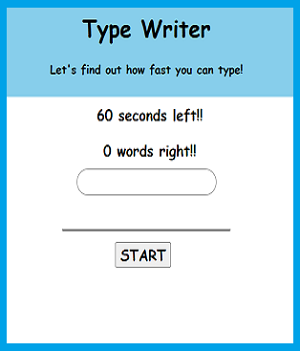 Type Writer
Let's find out how fast you can type!
60 seconds left!!
0 words right!!
START